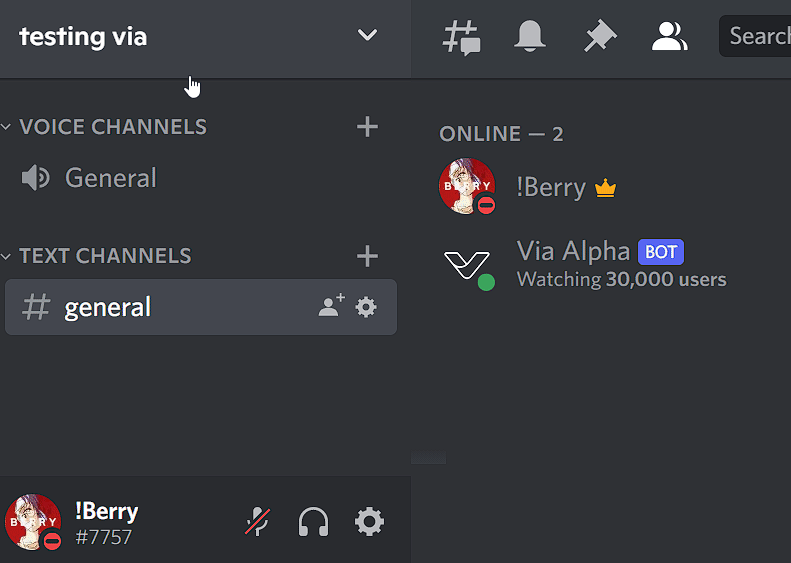 testing via
Search
VOICE CHANNELS
General
TEXT CHANNELS
general
ONLINE — 2
BERRY
!Berry
Via Alpha BOT
Watching 30,000 users
BERRY
!Berry
#7757